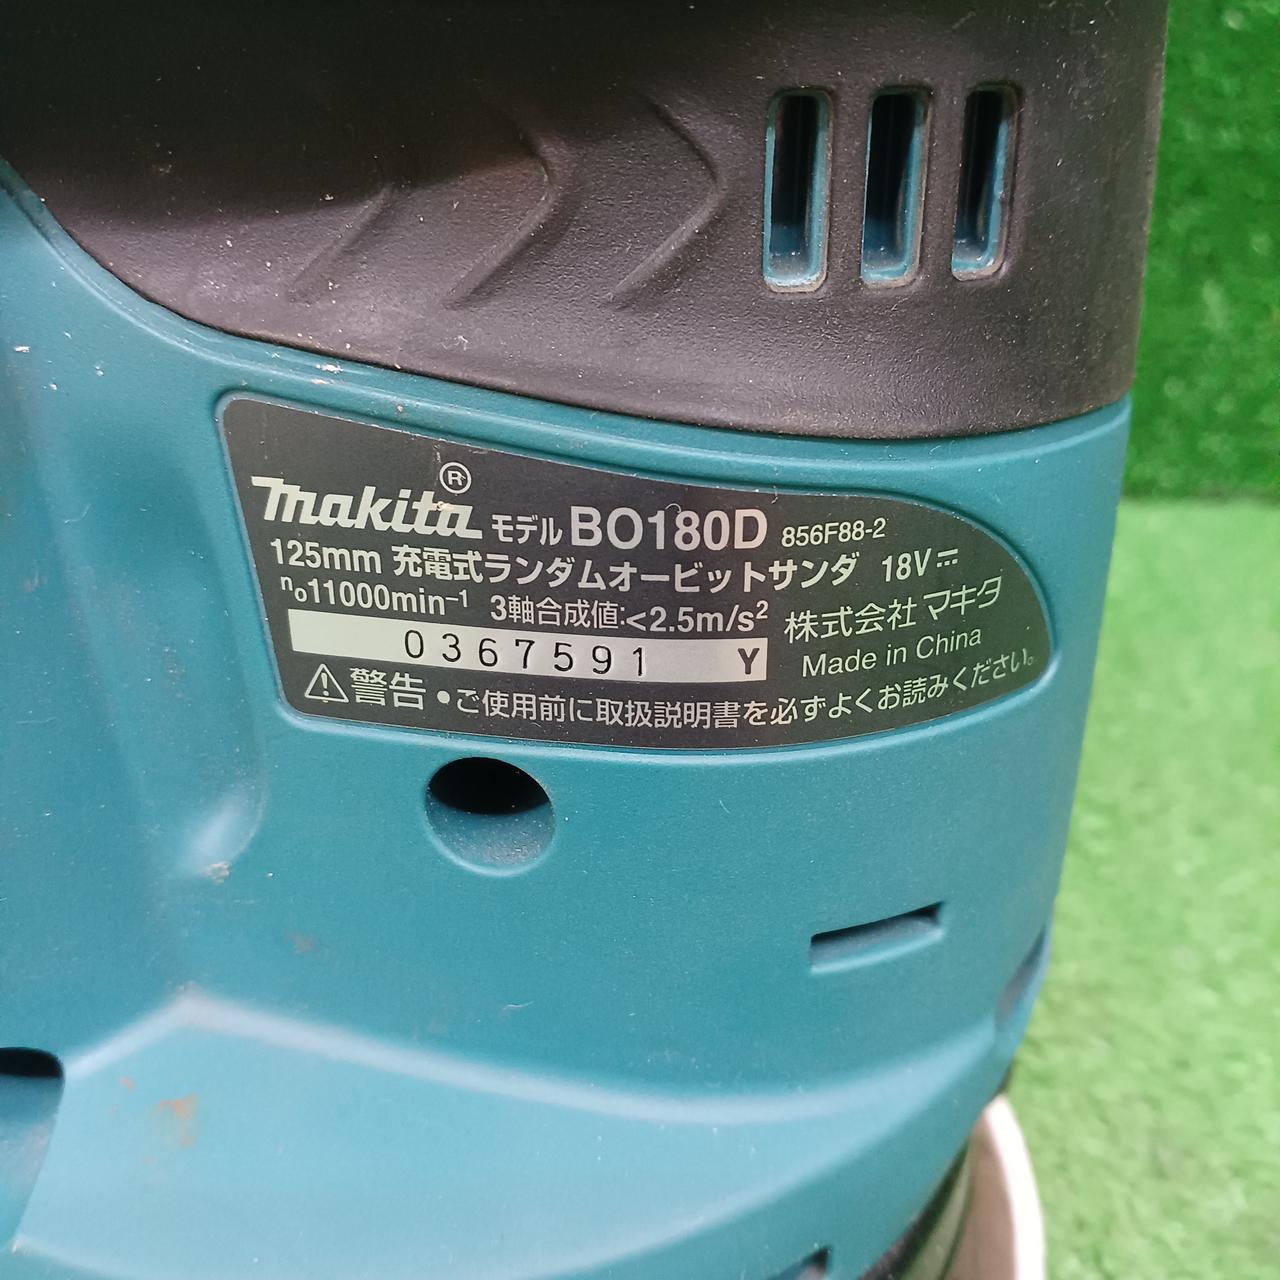 makita® モデル BO180D 856F88-2
125mm 充電式ランダムオービットサンダ 18V⎓
n₀11000min⁻¹ 3軸合成値:<2.5m/s² 株式会社マキタ
0367591 Y Made in China
⚠警告 •ご使用前に取扱説明書を必ずよくお読みください。